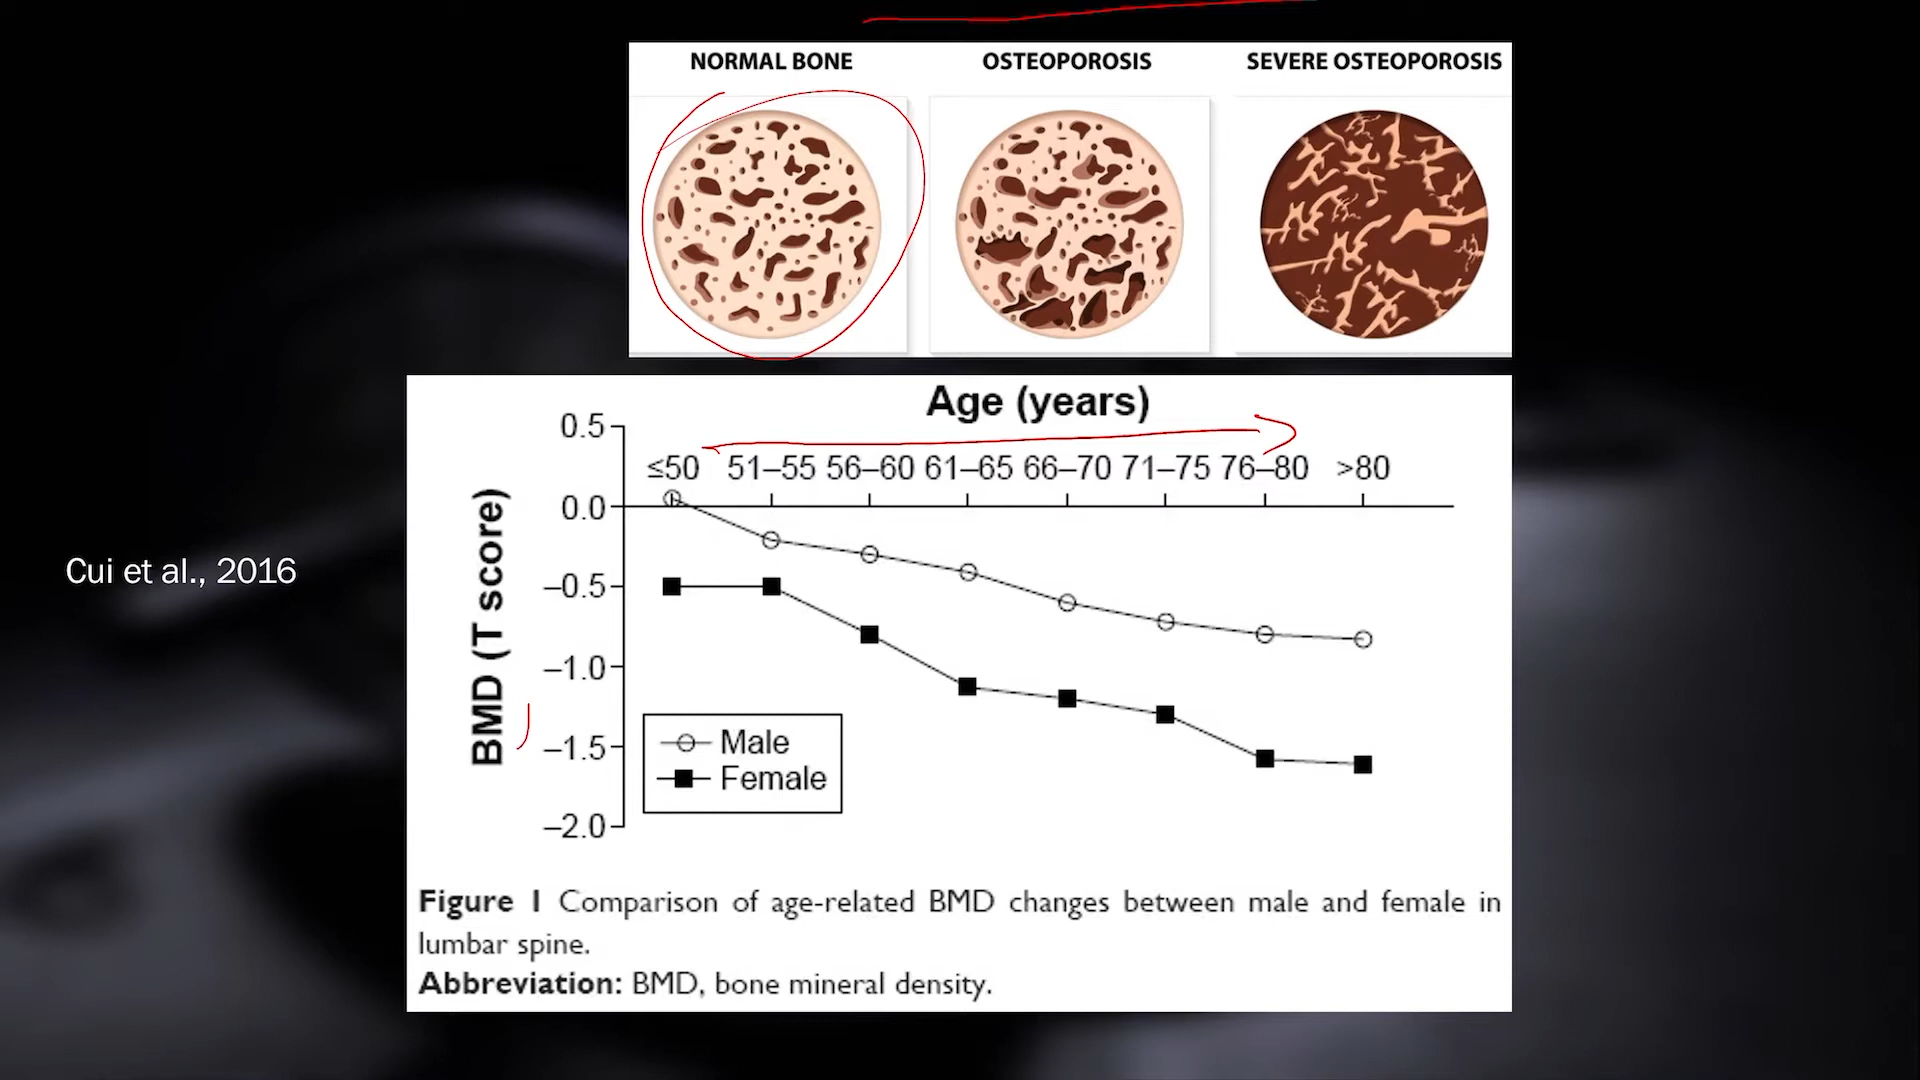 NORMAL BONE OSTEOPOROSIS SEVERE OSTEOPOROSIS
Age (years)
0.5
≤50 51–55 56–60 61–65 66–70 71–75 76–80 >80
0.0
–0.5
–1.0
–1.5
–2.0
BMD (T score)
Male
Female
Cui et al., 2016
Figure 1 Comparison of age-related BMD changes between male and female in
lumbar spine.
Abbreviation: BMD, bone mineral density.